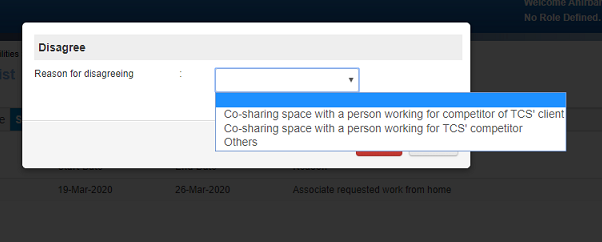 Welcome Anirban
No Role Defined.
Disagree
ilities
ist
Reason for disagreeing :
Co-sharing space with a person working for competitor of TCS' client
Co-sharing space with a person working for TCS' competitor
Others
19-Mar-2020 26-Mar-2020 Associate requested work from home